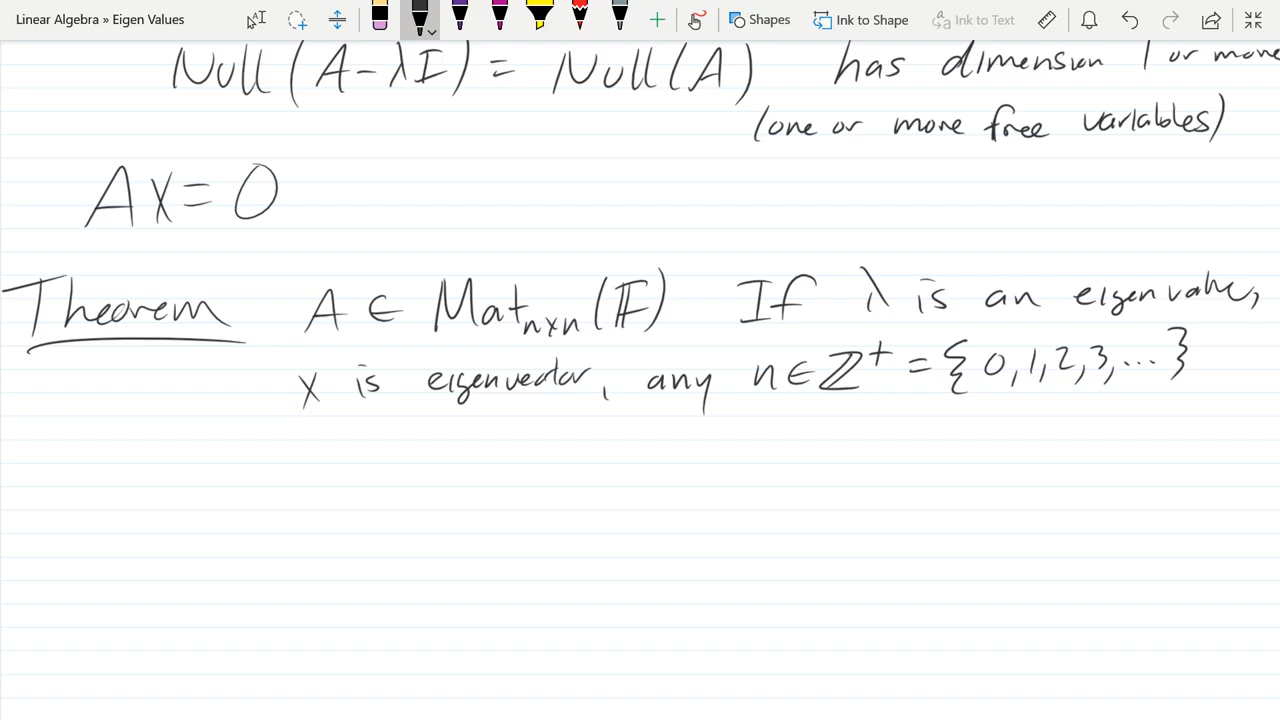 Linear Algebra » Eigen Values
Shapes
Ink to Shape
Ink to Text
Null(A-λI) = Null(A) has dimension 1 or more
(one or more free variables)
Ax=0
Theorem A ∈ Mat_{n×n}(𝔽) If λ is an eigenvalue,
x is eigenvector, any n∈ℤ⁺ = {0,1,2,3,...}